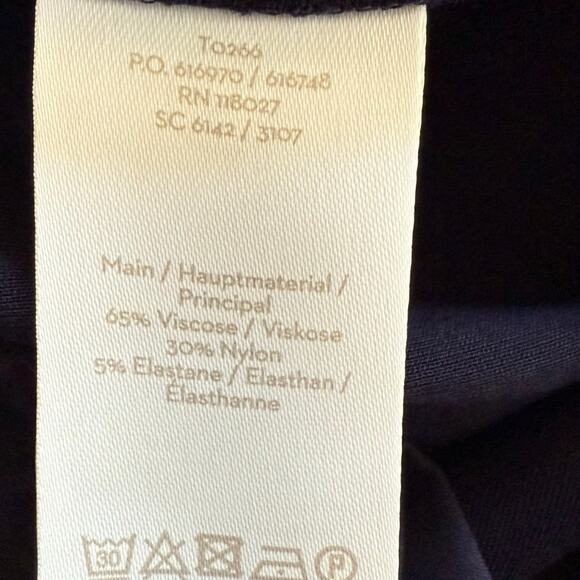 T0266
P.O. 616970 / 616748
RN 118027
SC 6142 / 3107
Main / Hauptmaterial /
Principal
65% Viscose / Viskose
30% Nylon
5% Elastane / Elasthan /
Élasthanne
30 P